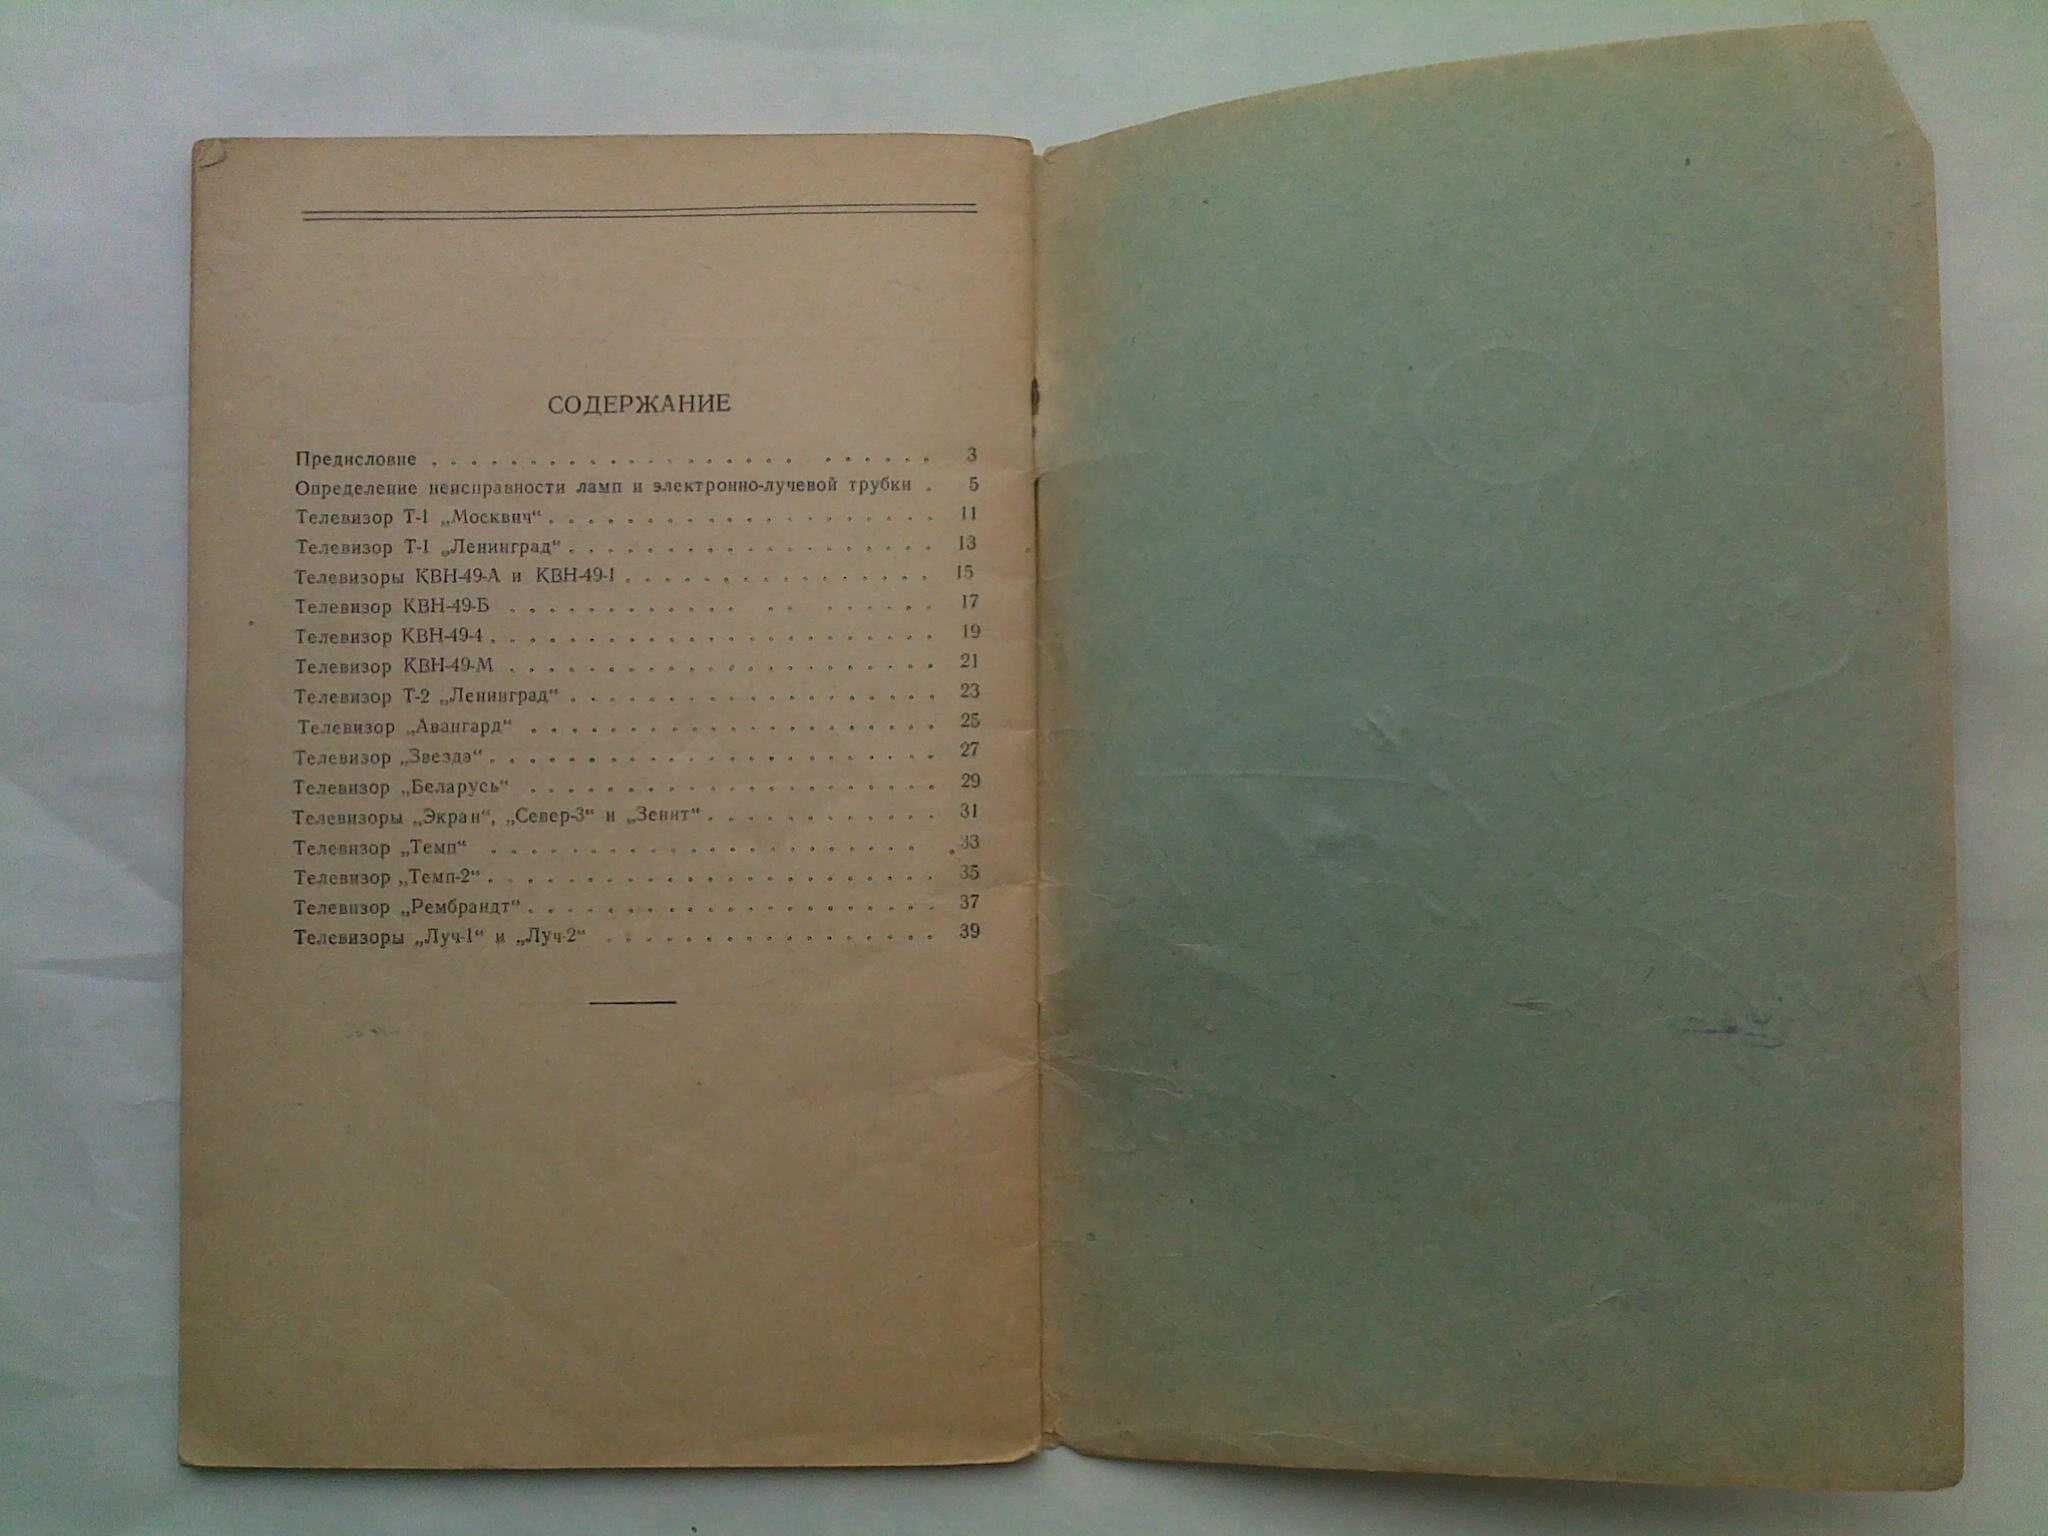 СОДЕРЖАНИЕ
Предисловие . . . . . . . . . . . . . . . . . . . . . . . . . 3
Определение неисправности ламп и электронно-лучевой трубки . 5
Телевизор Т-1 „Москвич“ . . . . . . . . . . . . . . . . . . . . 11
Телевизор Т-1 „Ленинград“ . . . . . . . . . . . . . . . . . . . 13
Телевизоры КВН-49-А и КВН-49-1 . . . . . . . . . . . . . . . . 15
Телевизор КВН-49-Б . . . . . . . . . . . . . . . . . . . . 17
Телевизор КВН-49-4 . . . . . . . . . . . . . . . . . . . . . . . 19
Телевизор КВН-49-М . . . . . . . . . . . . . . . . . . . . . . 21
Телевизор Т-2 „Ленинград“ . . . . . . . . . . . . . . . . . . . 23
Телевизор „Авангард“ . . . . . . . . . . . . . . . . . . . . . 25
Телевизор „Звезда“ . . . . . . . . . . . . . . . . . . . . . . . 27
Телевизор „Беларусь“ . . . . . . . . . . . . . . . . . . . . . 29
Телевизоры „Экран“, „Север-3“ и „Зенит“ . . . . . . . . . . . . 31
Телевизор „Темп“ . . . . . . . . . . . . . . . . . . . . . . . 33
Телевизор „Темп-2“ . . . . . . . . . . . . . . . . . . . . . . . 35
Телевизор „Рембрандт“ . . . . . . . . . . . . . . . . . . . . . 37
Телевизоры „Луч-1“ и „Луч-2“ . . . . . . . . . . . . . . . . . 39